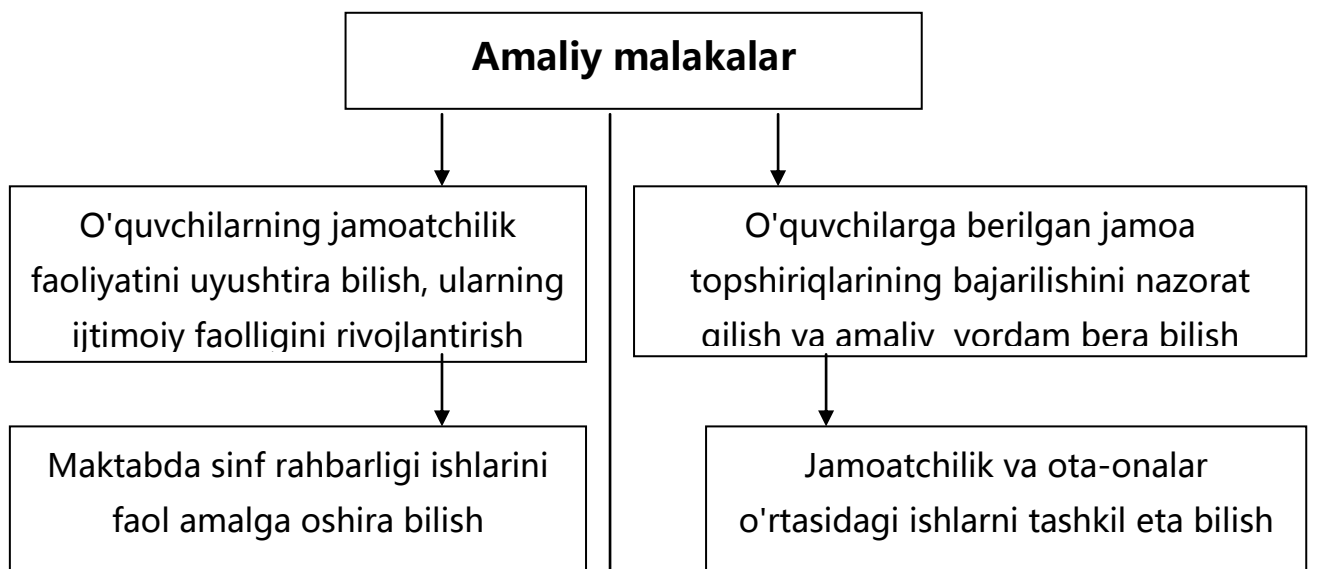 Amaliy malakalar
O'quvchilarning jamoatchilik
faoliyatini uyushtira bilish, ularning
ijtimoiy faolligini rivojlantirish
O'quvchilarga berilgan jamoa
topshiriqlarining bajarilishini nazorat
qilish va amaliy yordam bera bilish
Maktabda sinf rahbarligi ishlarini
faol amalga oshira bilish
Jamoatchilik va ota-onalar
o'rtasidagi ishlarni tashkil eta bilish